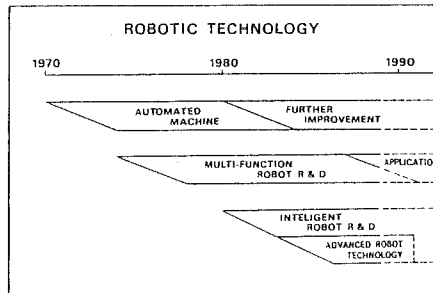 ROBOTIC TECHNOLOGY
1970 1980 1990
AUTOMATED
MACHINE
FURTHER
IMPROVEMENT
MULTI-FUNCTION
ROBOT R & D
APPLICATIO
INTELIGENT
ROBOT R & D
ADVANCED ROBOT
TECHNOLOGY